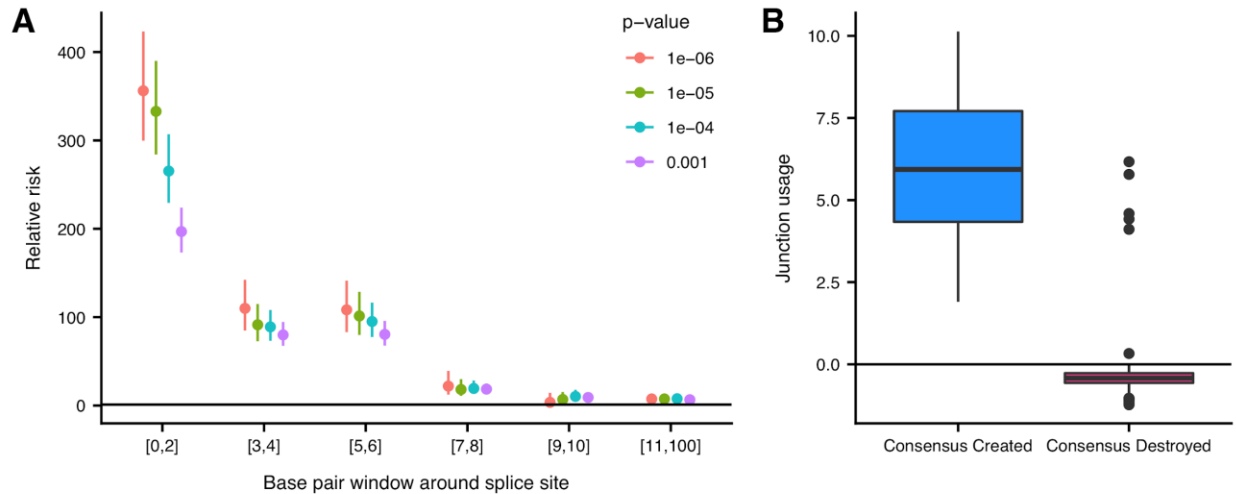 A
400
300
200
100
0
Relative risk
p−value
1e−06
1e−05
1e−04
0.001
[0,2] [3,4] [5,6] [7,8] [9,10] [11,100]
Base pair window around splice site
B
10.0
7.5
5.0
2.5
0.0
Junction usage
Consensus Created Consensus Destroyed